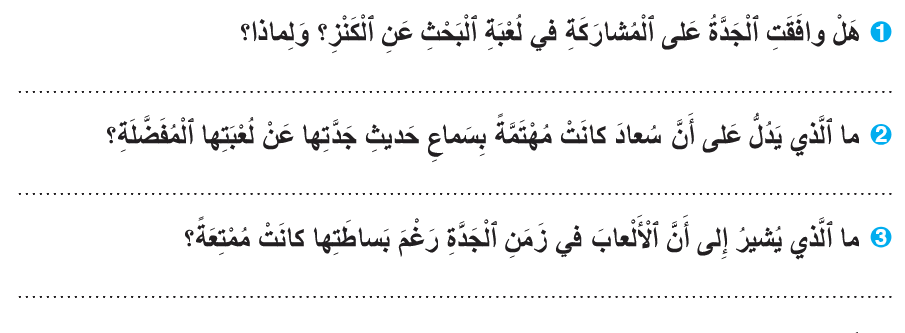 1 هَلْ وافَقَتِ ٱلْجَدَّةُ عَلى ٱلْمُشارَكَةِ في لُعْبَةِ ٱلْبَحْثِ عَنِ ٱلْكَنْزِ؟ وَلِماذا؟
2 ما ٱلَّذي يَدُلُّ عَلى أَنَّ سُعادَ كانَتْ مُهْتَمَّةً بِسَماعِ حَديثِ جَدَّتِها عَنْ لُعْبَتِها ٱلْمُفَضَّلَةِ؟
3 ما ٱلَّذي يُشيرُ إِلى أَنَّ ٱلْأَلْعابَ في زَمَنِ ٱلْجَدَّةِ رَغْمَ بَساطَتِها كانَتْ مُمْتِعَةً؟